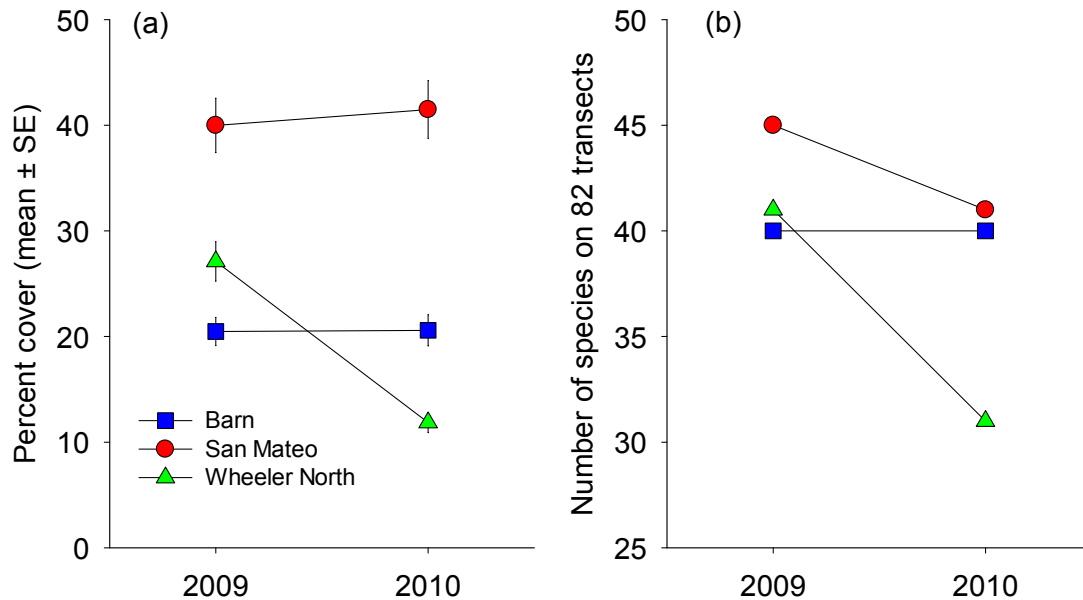 (a)
Percent cover (mean ± SE)
50
40
30
20
10
0
2009
2010
Barn
San Mateo
Wheeler North
(b)
Number of species on 82 transects
50
45
40
35
30
25
2009
2010